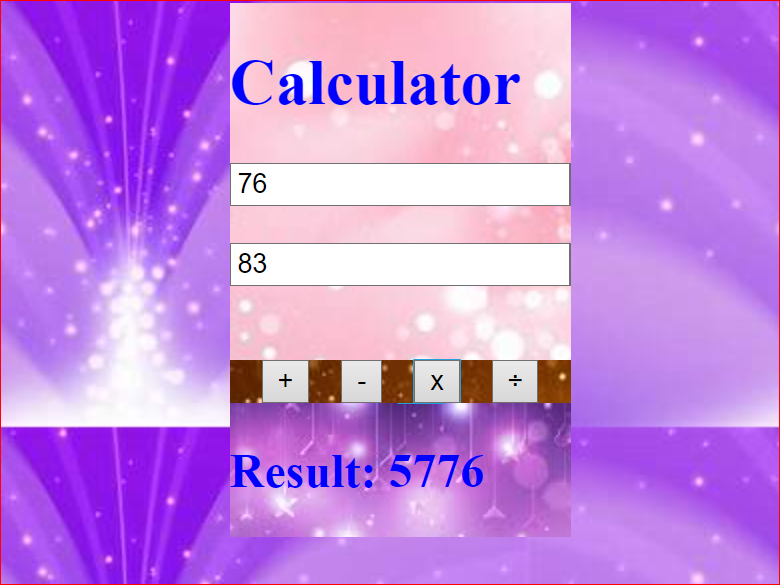 Calculator
76
83
+ - x ÷
Result: 5776